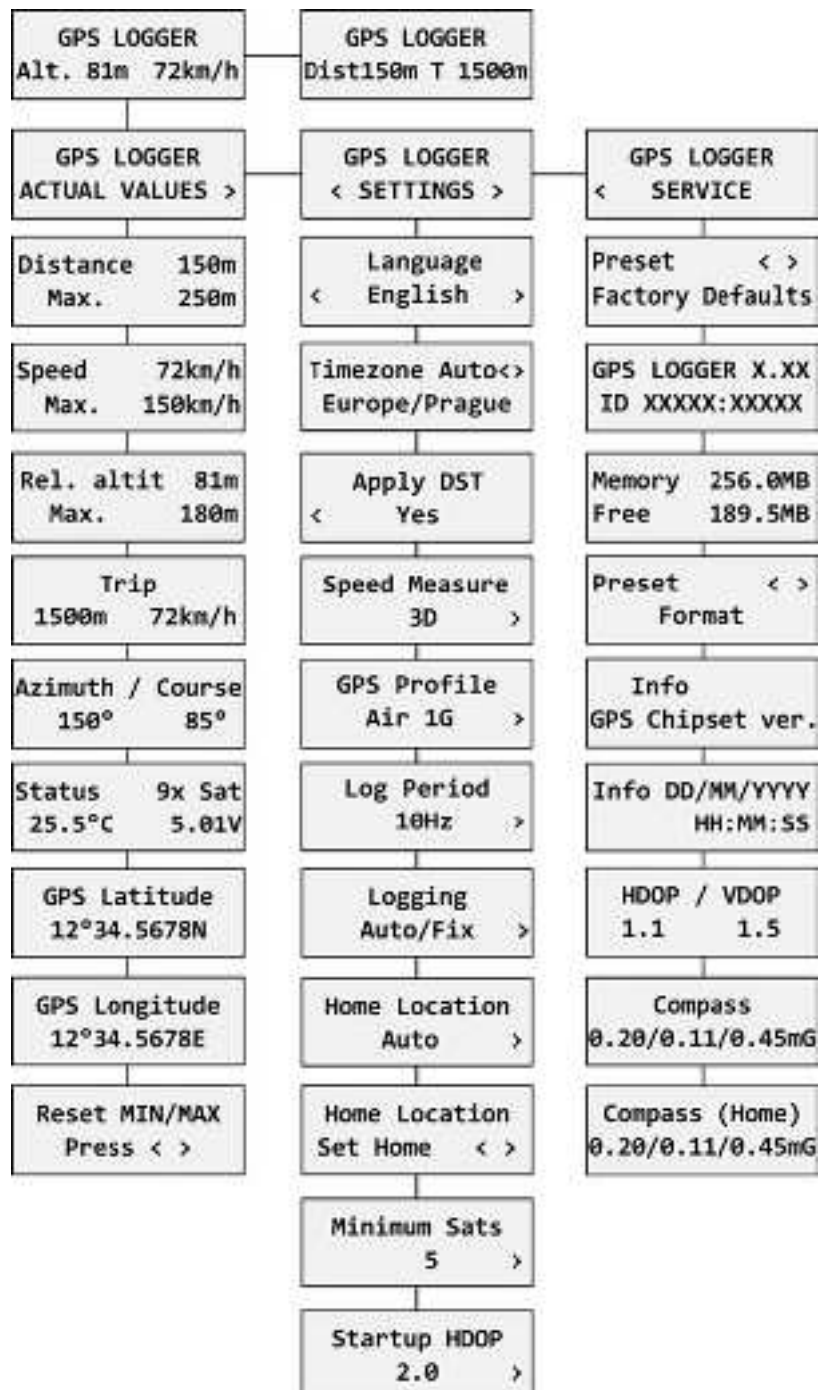 GPS LOGGER
Alt. 81m 72km/h
GPS LOGGER
Dist150m T 1500m
GPS LOGGER
ACTUAL VALUES >
Distance 150m
Max. 250m
Speed 72km/h
Max. 150km/h
Rel. altit 81m
Max. 180m
Trip
1500m 72km/h
Azimuth / Course
150° 85°
Status 9x Sat
25.5°C 5.01V
GPS Latitude
12°34.5678N
GPS Longitude
12°34.5678E
Reset MIN/MAX
Press < >
GPS LOGGER
< SETTINGS >
Language
< English >
Timezone Auto<>
Europe/Prague
Apply DST
< Yes
Speed Measure
3D >
GPS Profile
Air 1G >
Log Period
10Hz >
Logging
Auto/Fix >
Home Location
Auto >
Home Location
Set Home < >
Minimum Sats
5 >
Startup HDOP
2.0 >
GPS LOGGER
< SERVICE
Preset < >
Factory Defaults
GPS LOGGER X.XX
ID XXXXX:XXXXX
Memory 256.0MB
Free 189.5MB
Preset < >
Format
Info
GPS Chipset ver.
Info DD/MM/YYYY
HH:MM:SS
HDOP / VDOP
1.1 1.5
Compass
0.20/0.11/0.45mG
Compass (Home)
0.20/0.11/0.45mG